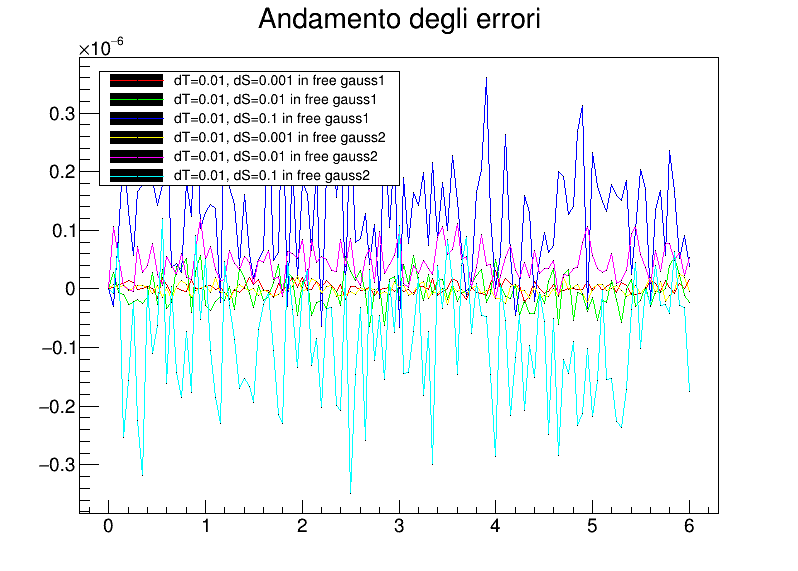 Andamento degli errori
×10⁻⁶
dT=0.01, dS=0.001 in free gauss1
dT=0.01, dS=0.01 in free gauss1
dT=0.01, dS=0.1 in free gauss1
dT=0.01, dS=0.001 in free gauss2
dT=0.01, dS=0.01 in free gauss2
dT=0.01, dS=0.1 in free gauss2
0.3
0.2
0.1
0
−0.1
−0.2
−0.3
0 1 2 3 4 5 6